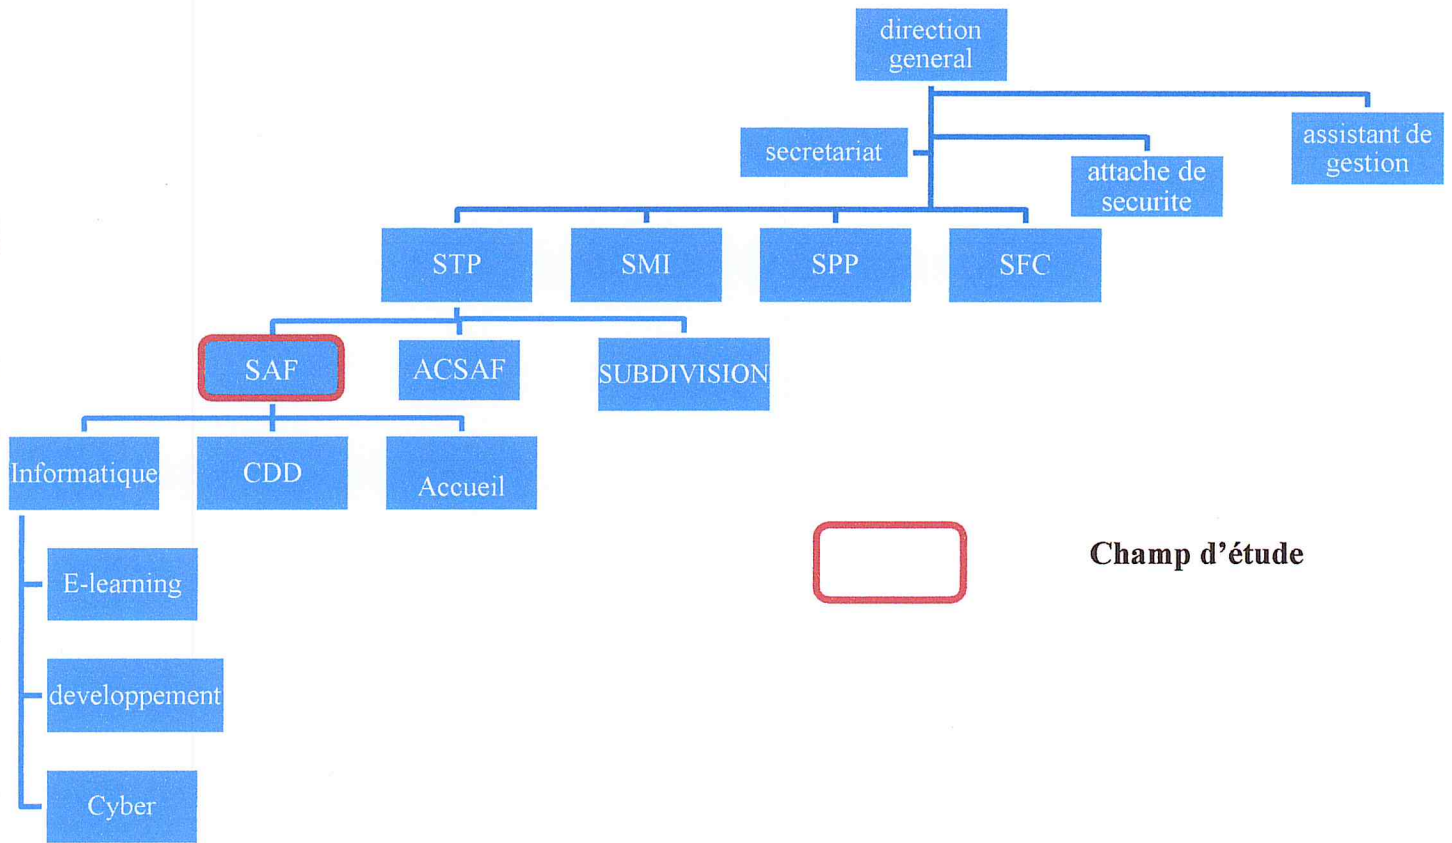 direction
general
secretariat
attache de
securite
assistant de
gestion
STP
SMI
SPP
SFC
SAF
ACSAF
SUBDIVISION
Informatique
CDD
Accueil
E-learning
developpement
Cyber
Champ d’étude